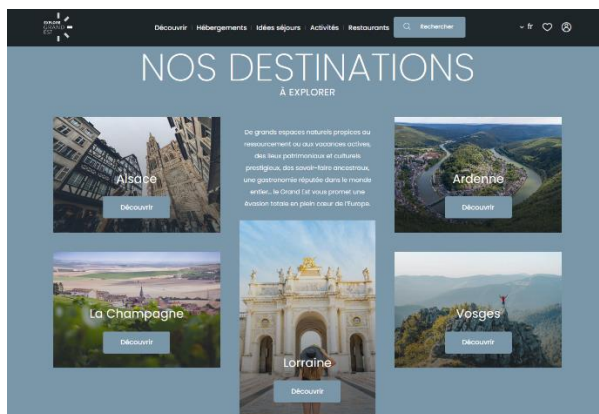 EXPLORE
GRAND
EST
Découvrir
Hébergements
Idées séjours
Activités
Restaurants
Rechercher
fr
NOS DESTINATIONS
À EXPLORER
Alsace
Découvrir
De grands espaces naturels propices au
ressourcement ou aux vacances actives,
des lieux patrimoniaux et culturels
prestigieux, des savoir-faire ancestraux,
une gastronomie réputée dans le monde
entier... le Grand Est vous promet une
évasion totale en plein cœur de l'Europe.
Ardenne
Découvrir
La Champagne
Découvrir
Lorraine
Découvrir
Vosges
Découvrir